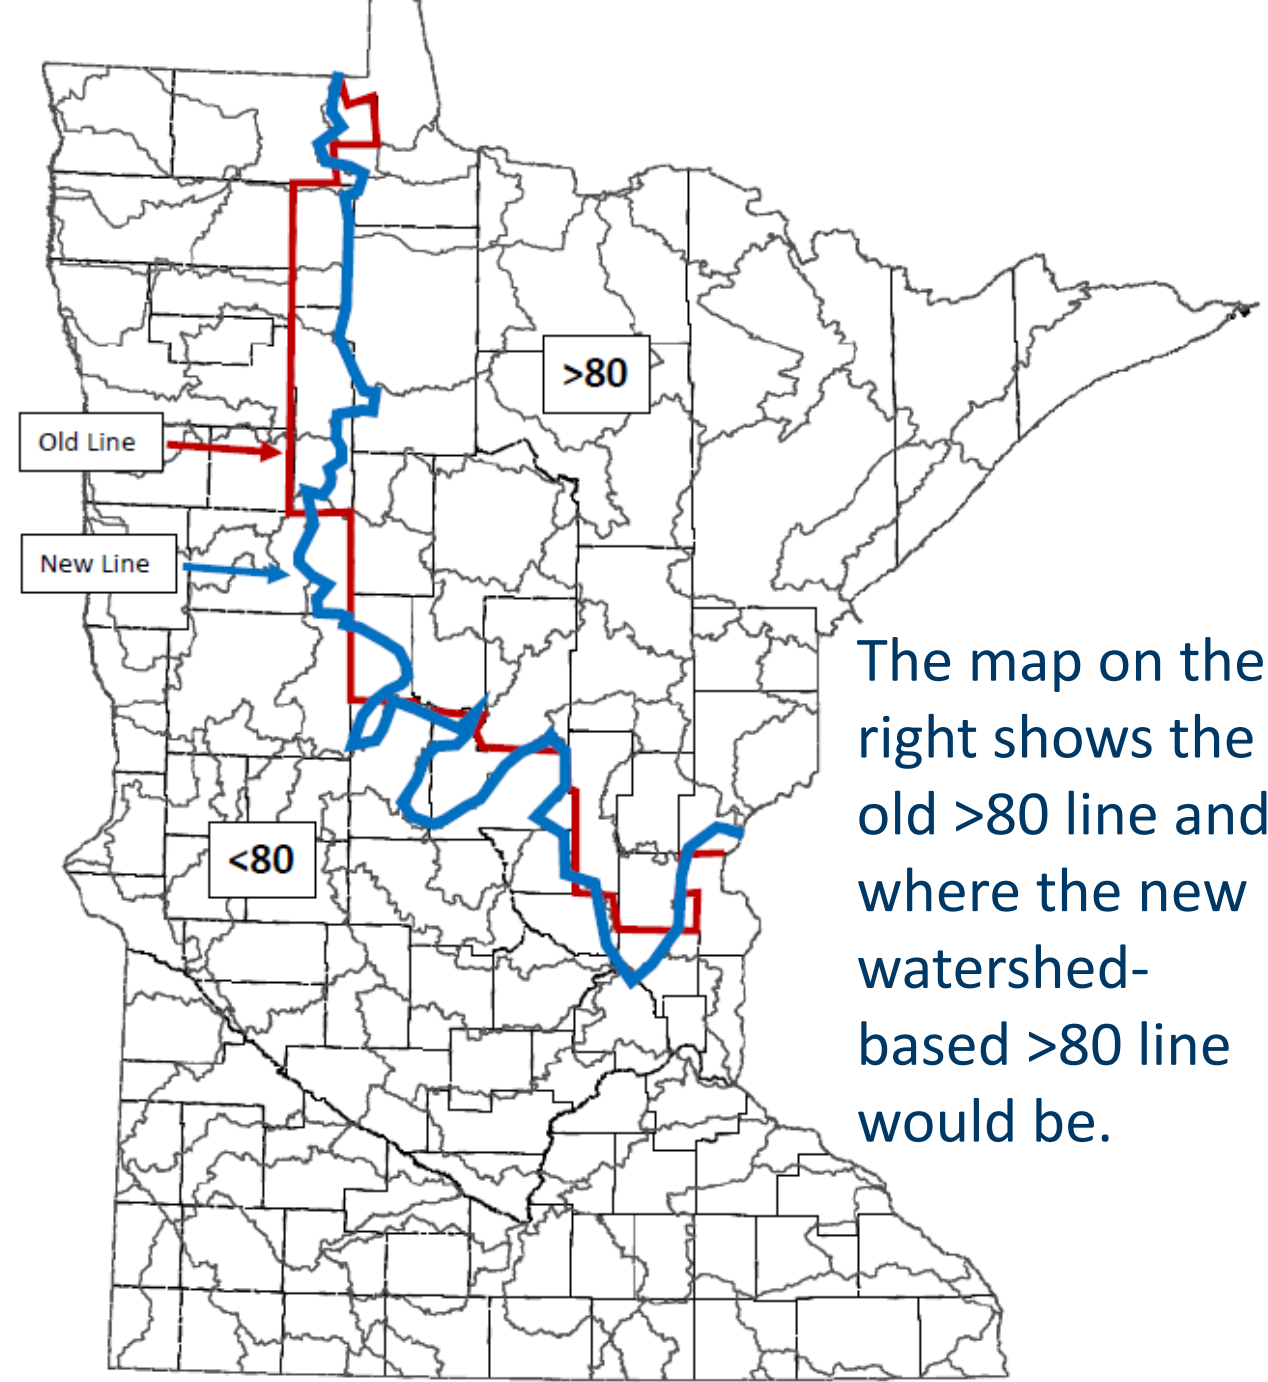 >80
Old Line
New Line
<80
The map on the
right shows the
old >80 line and
where the new
watershed-
based >80 line
would be.